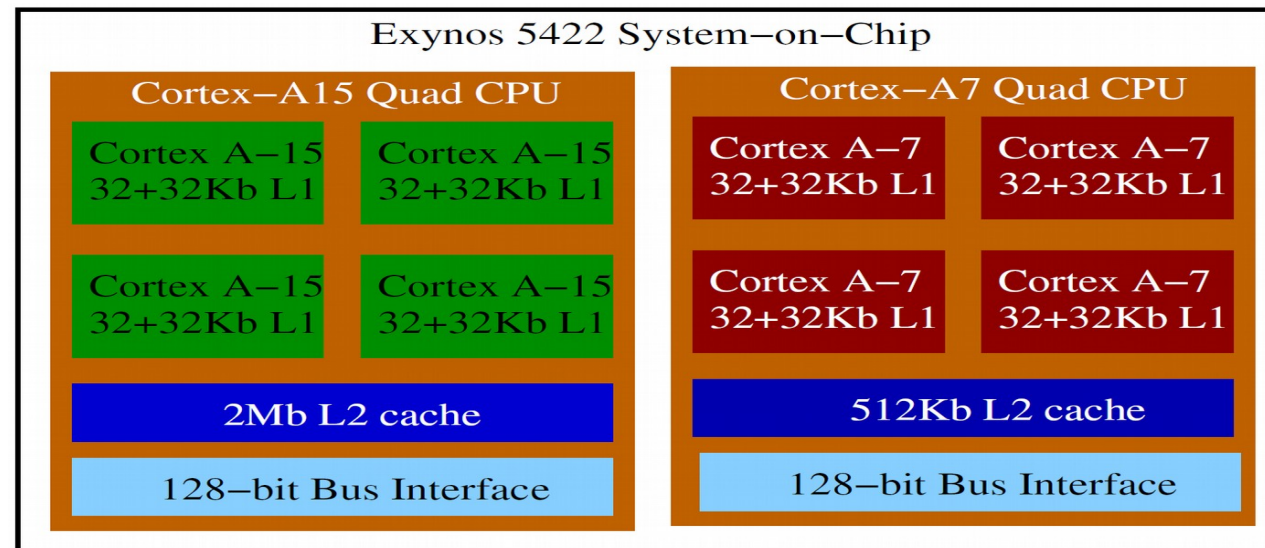 Exynos 5422 System−on−Chip
Cortex−A15 Quad CPU
Cortex A−15
32+32Kb L1
Cortex A−15
32+32Kb L1
Cortex A−15
32+32Kb L1
Cortex A−15
32+32Kb L1
2Mb L2 cache
128−bit Bus Interface
Cortex−A7 Quad CPU
Cortex A−7
32+32Kb L1
Cortex A−7
32+32Kb L1
Cortex A−7
32+32Kb L1
Cortex A−7
32+32Kb L1
512Kb L2 cache
128−bit Bus Interface